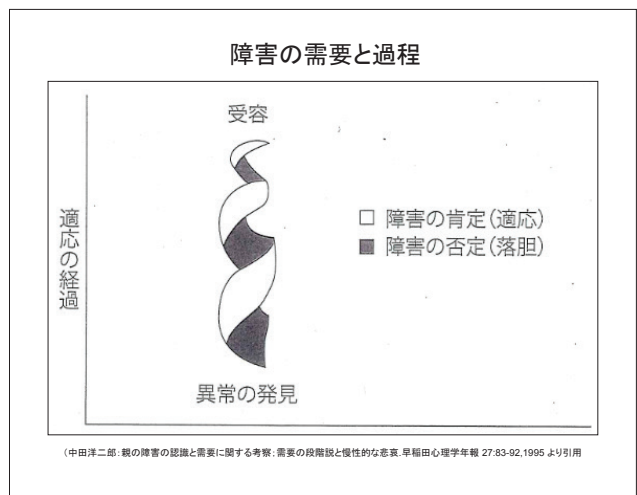 障害の需要と過程
受容
適応の経過
□ 障害の肯定(適応)
■ 障害の否定(落胆)
異常の発見
(中田洋二郎:親の障害の認識と需要に関する考察;需要の段階説と慢性的な悲哀.早稲田心理学年報 27:83-92,1995 より引用